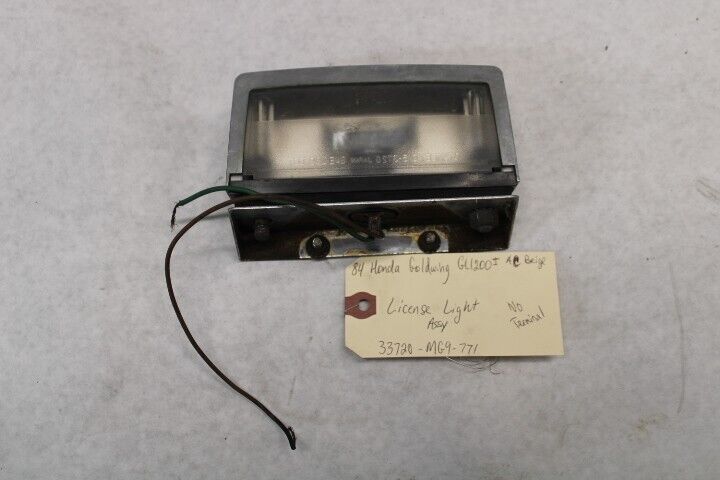 84 Honda Goldwing GL1200I AC Beige
License Light
Assy
No
Terminal
33720-MG9-771